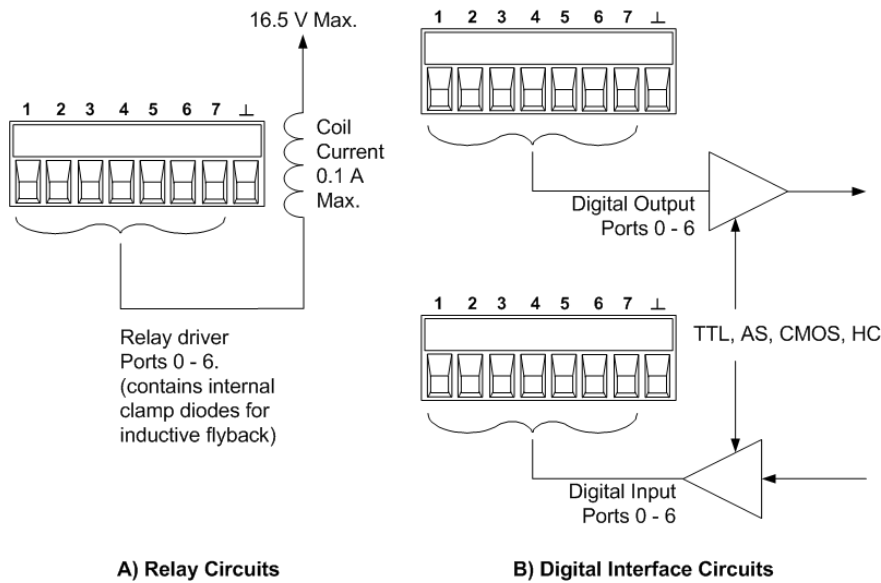 16.5 V Max.
1 2 3 4 5 6 7 ⊥
Coil
Current
0.1 A
Max.
Relay driver
Ports 0 - 6.
(contains internal
clamp diodes for
inductive flyback)
A) Relay Circuits
1 2 3 4 5 6 7 ⊥
Digital Output
Ports 0 - 6
TTL, AS, CMOS, HC
1 2 3 4 5 6 7 ⊥
Digital Input
Ports 0 - 6
B) Digital Interface Circuits